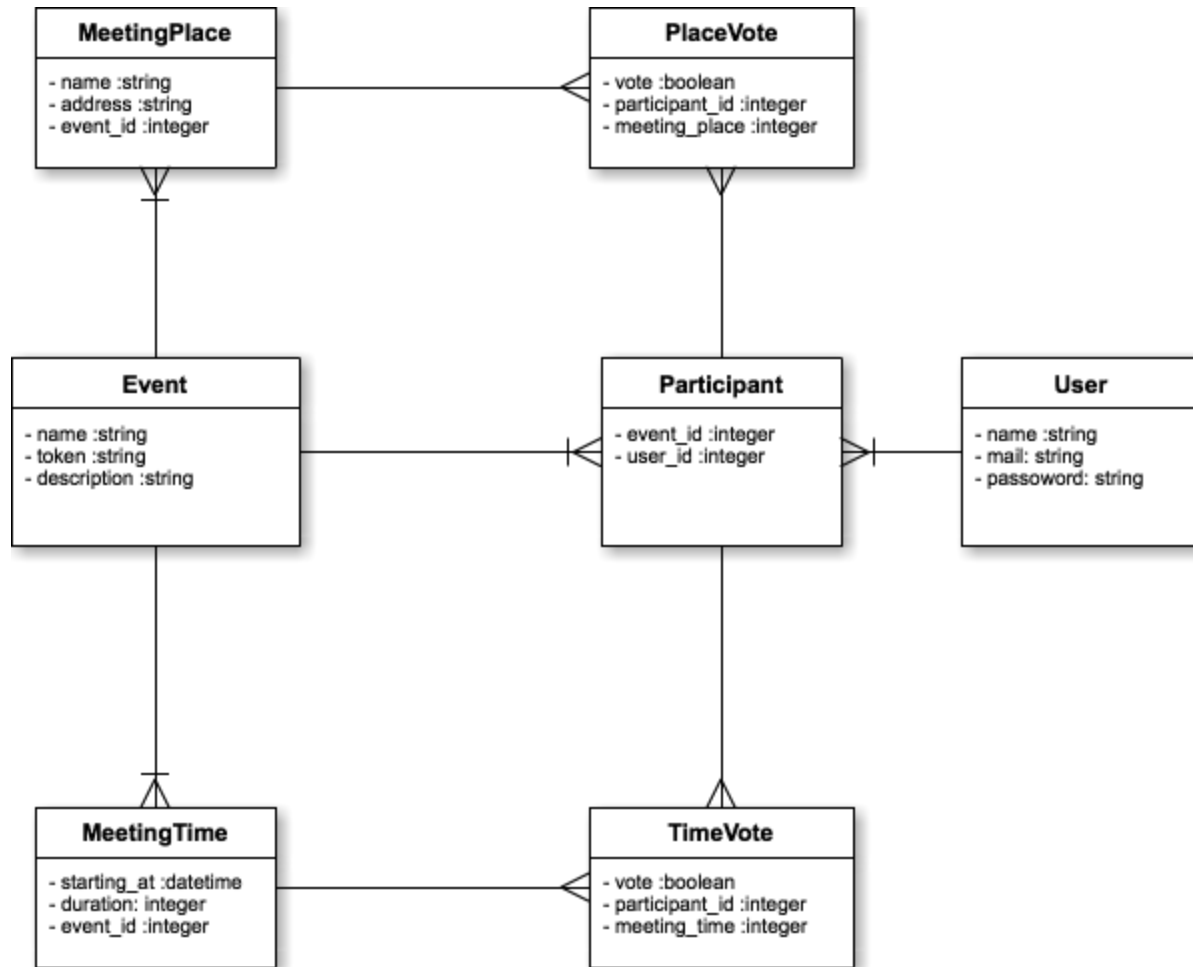 MeetingPlace
- name :string
- address :string
- event_id :integer
PlaceVote
- vote :boolean
- participant_id :integer
- meeting_place :integer
Event
- name :string
- token :string
- description :string
Participant
- event_id :integer
- user_id :integer
User
- name :string
- mail: string
- passoword: string
MeetingTime
- starting_at :datetime
- duration: integer
- event_id :integer
TimeVote
- vote :boolean
- participant_id :integer
- meeting_time :integer